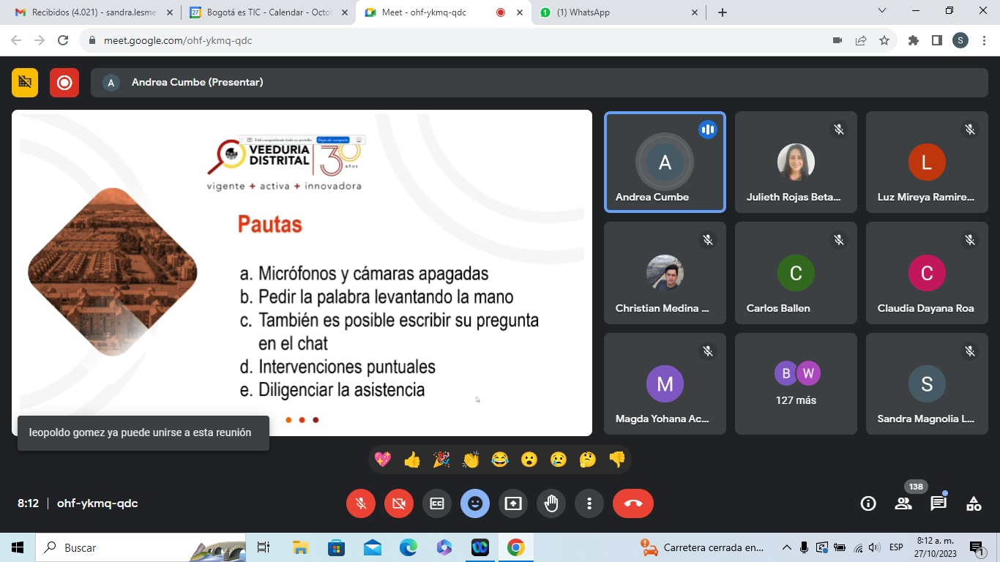 Recibidos (4.021) - sandra.lesme
Bogotá es TIC - Calendar - Octo
Meet - ohf-ykmq-qdc
(1) WhatsApp
meet.google.com/ohf-ykmq-qdc
S
A
Andrea Cumbe (Presentar)
VEEDURIA
DISTRITAL
30
años
vigente + activa + innovadora
Pautas
a. Micrófonos y cámaras apagadas
b. Pedir la palabra levantando la mano
c. También es posible escribir su pregunta
en el chat
d. Intervenciones puntuales
e. Diligenciar la asistencia
leopoldo gomez ya puede unirse a esta reunión
A
Andrea Cumbe
Julieth Rojas Beta...
L
Luz Mireya Ramire...
Christian Medina ...
C
Carlos Ballen
C
Claudia Dayana Roa
M
Magda Yohana Ac...
B W
127 más
S
Sandra Magnolia L...
8:12 | ohf-ykmq-qdc
138
Buscar
Carretera cerrada en...
ESP
8:12 a. m.
27/10/2023
1